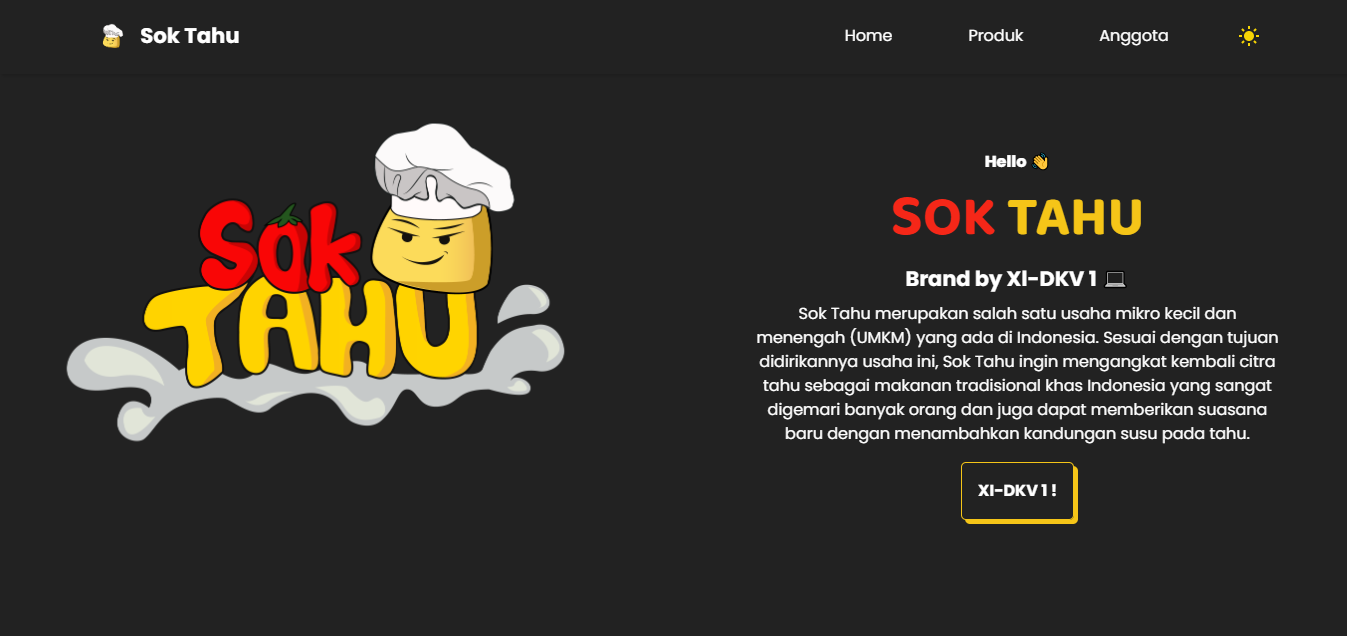 Sok Tahu
Home
Produk
Anggota
SOK
TAHU
Hello 👋
SOK TAHU
Brand by XI-DKV 1 💻
Sok Tahu merupakan salah satu usaha mikro kecil dan
menengah (UMKM) yang ada di Indonesia. Sesuai dengan tujuan
didirikannya usaha ini, Sok Tahu ingin mengangkat kembali citra
tahu sebagai makanan tradisional khas Indonesia yang sangat
digemari banyak orang dan juga dapat memberikan suasana
baru dengan menambahkan kandungan susu pada tahu.
XI-DKV 1 !